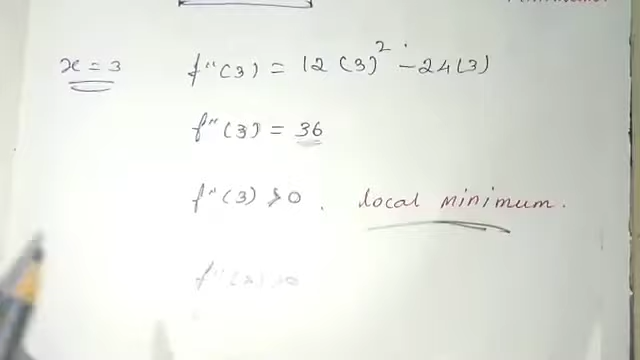 x = 3 f''(3) = 12(3)² - 24(3)
f''(3) = 36
f''(3) > 0. local minimum.